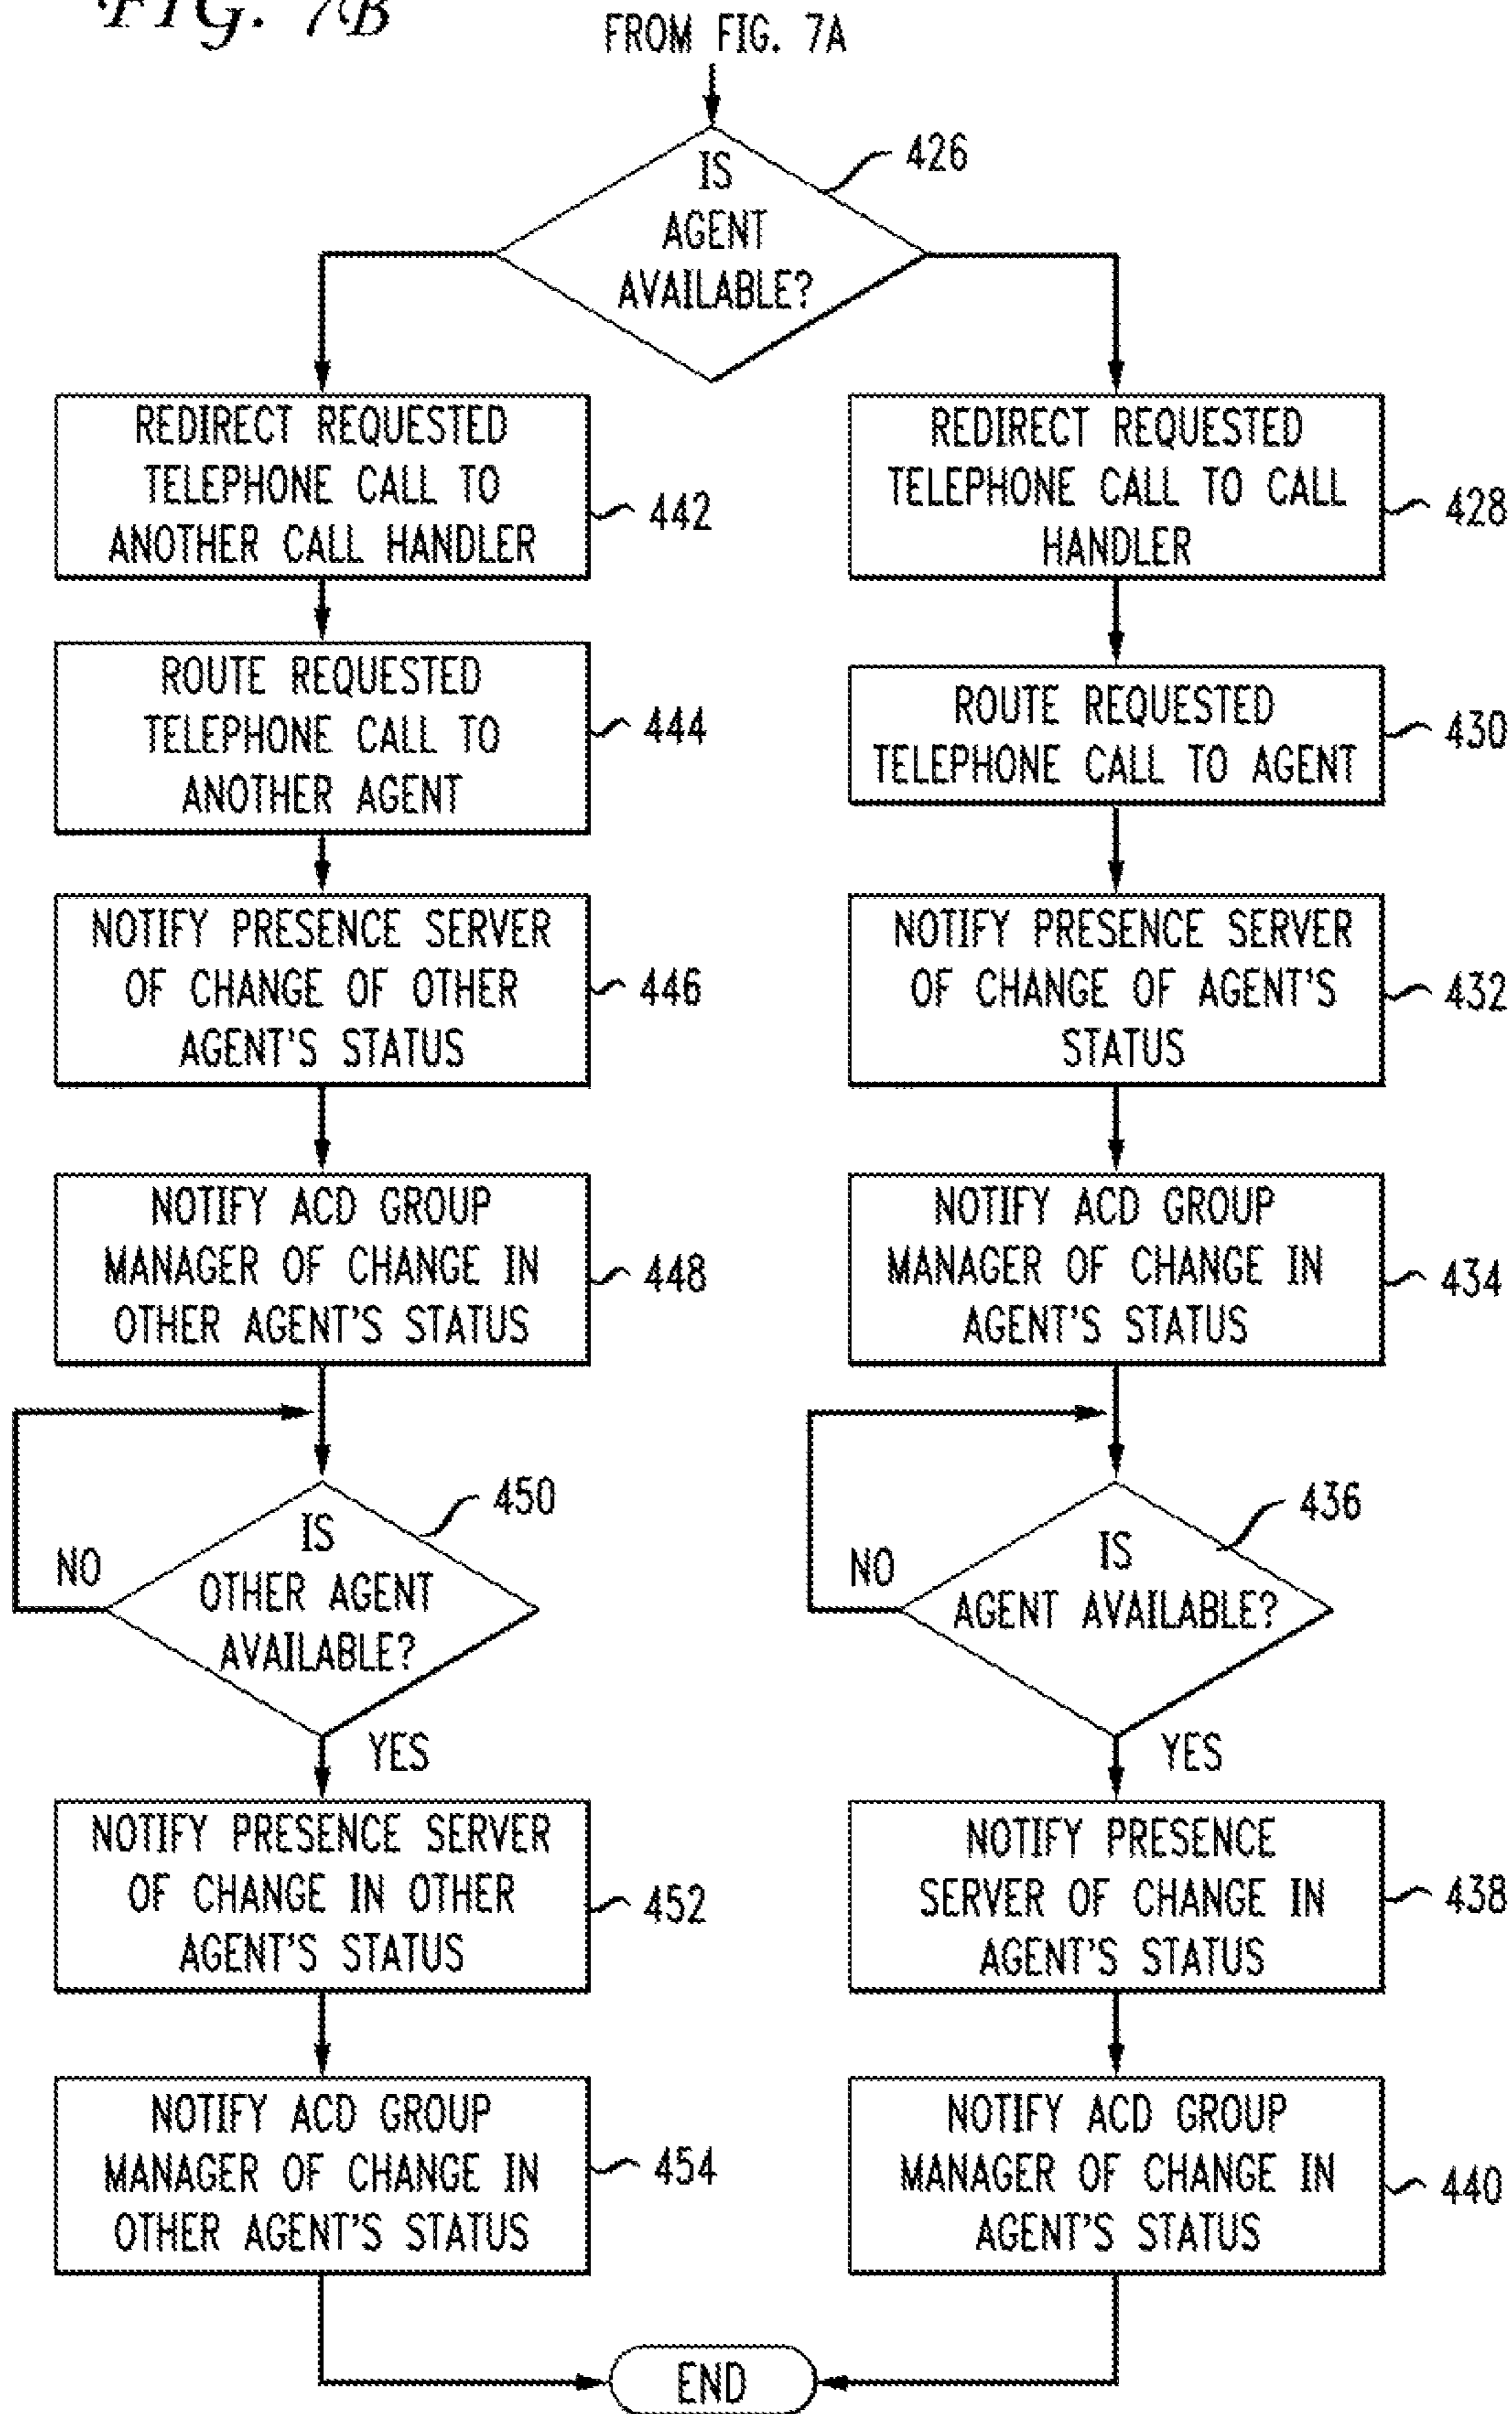 FIG. 7B
FROM FIG. 7A
IS
AGENT
AVAILABLE?
426
REDIRECT REQUESTED
TELEPHONE CALL TO
ANOTHER CALL HANDLER
442
REDIRECT REQUESTED
TELEPHONE CALL TO CALL
HANDLER
428
ROUTE REQUESTED
TELEPHONE CALL TO
ANOTHER AGENT
444
ROUTE REQUESTED
TELEPHONE CALL TO AGENT
430
NOTIFY PRESENCE SERVER
OF CHANGE OF OTHER
AGENT'S STATUS
446
NOTIFY PRESENCE SERVER
OF CHANGE OF AGENT'S
STATUS
432
NOTIFY ACD GROUP
MANAGER OF CHANGE IN
OTHER AGENT'S STATUS
448
NOTIFY ACD GROUP
MANAGER OF CHANGE IN
AGENT'S STATUS
434
IS
OTHER AGENT
AVAILABLE?
450
NO
YES
IS
AGENT AVAILABLE?
436
NO
YES
NOTIFY PRESENCE SERVER
OF CHANGE IN OTHER
AGENT'S STATUS
452
NOTIFY PRESENCE
SERVER OF CHANGE IN
AGENT'S STATUS
438
NOTIFY ACD GROUP
MANAGER OF CHANGE IN
OTHER AGENT'S STATUS
454
NOTIFY ACD GROUP
MANAGER OF CHANGE IN
AGENT'S STATUS
440
END